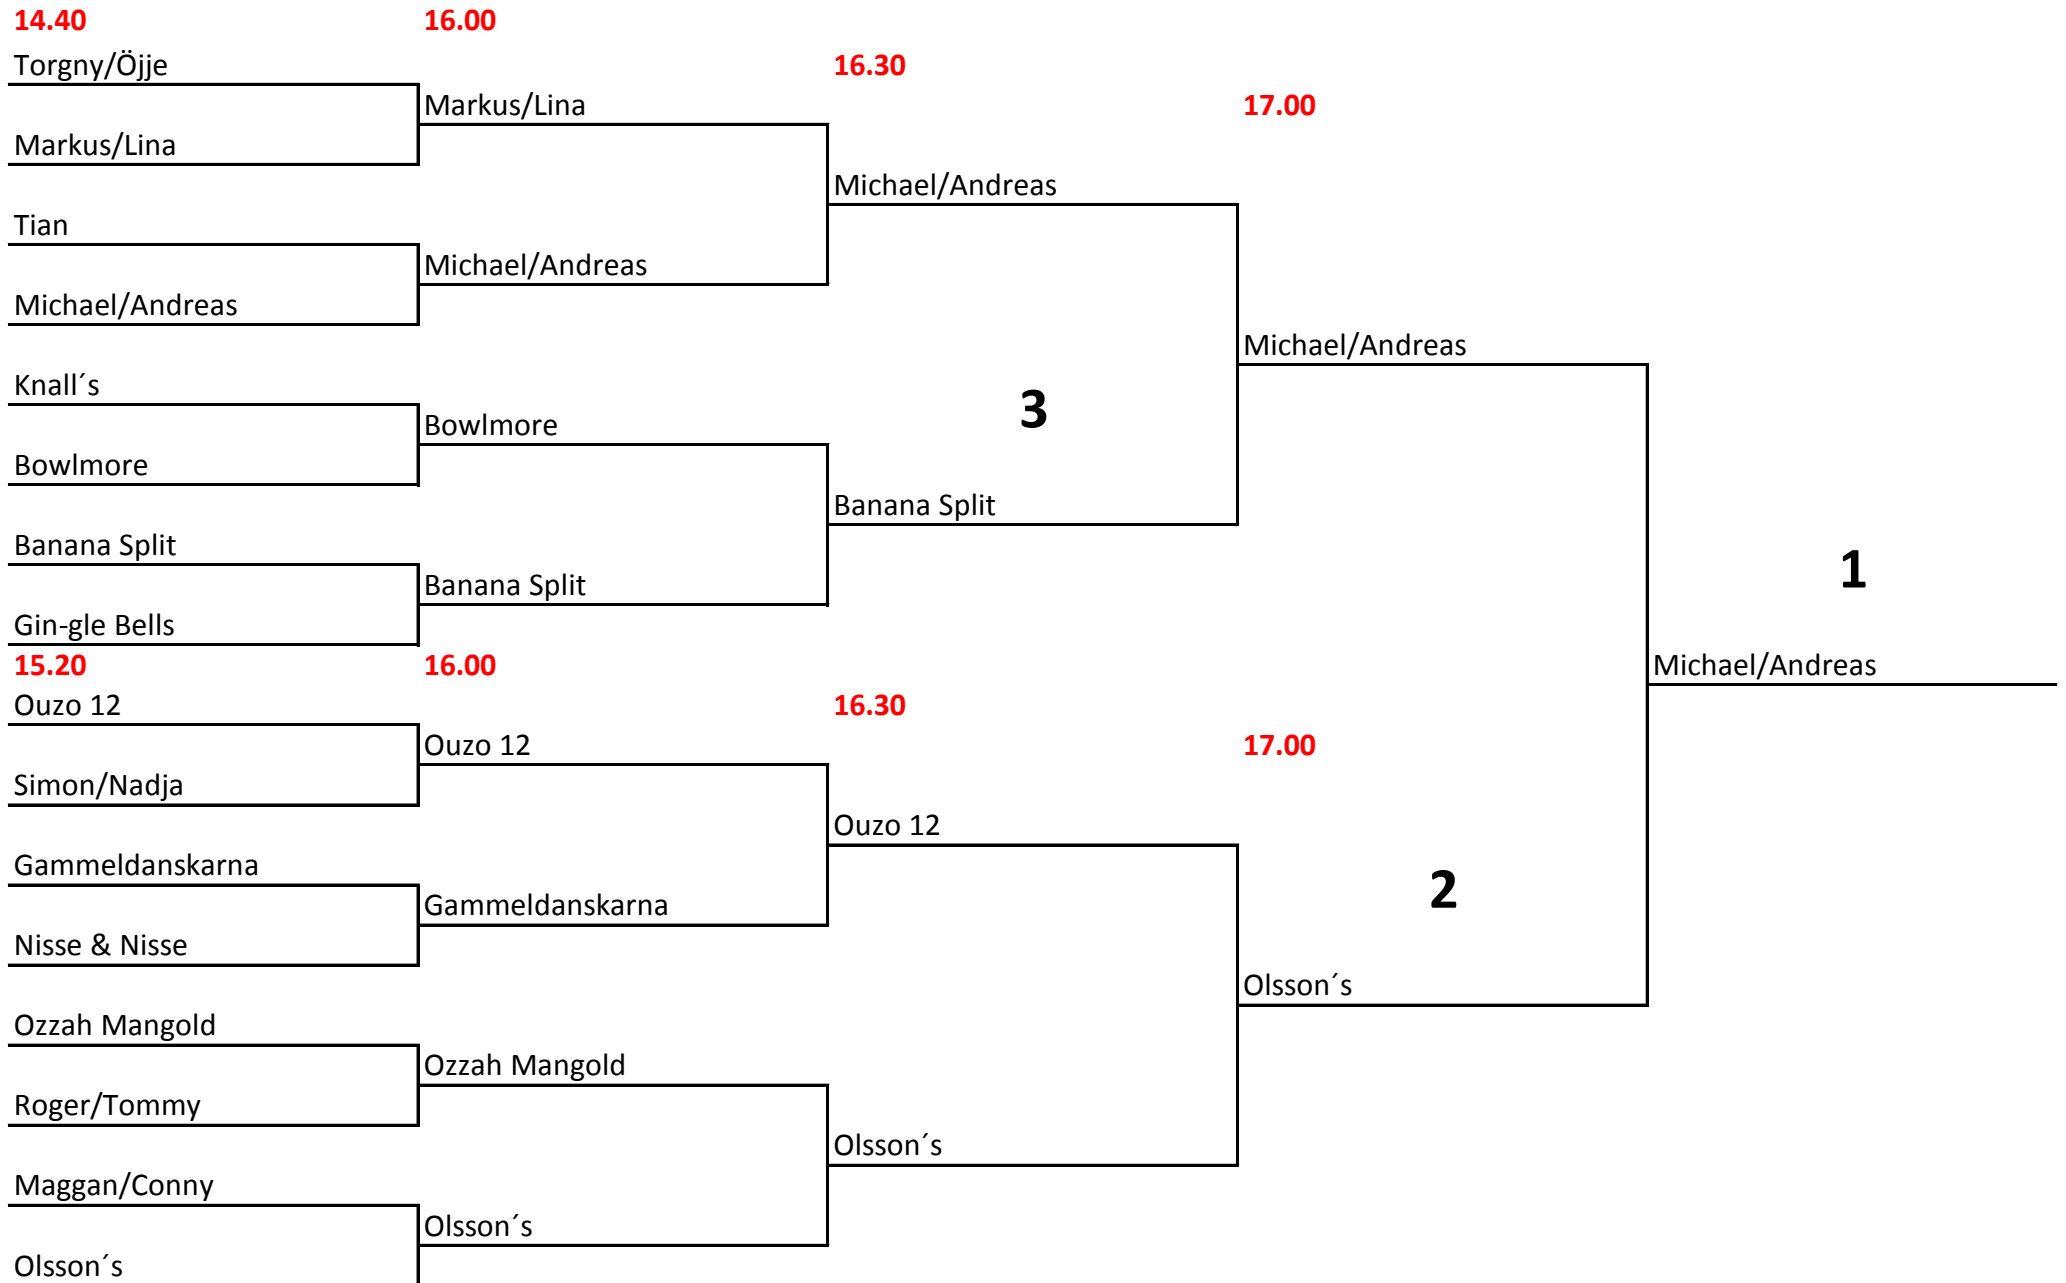 14.40 16.00
Torgny/Öjje 16.30
Markus/Lina 17.00
Markus/Lina
Michael/Andreas
Tian
Michael/Andreas
Michael/Andreas
Michael/Andreas
Knall´s
3
Bowlmore
Bowlmore
Banana Split
Banana Split
1
Banana Split
Gin-gle Bells
15.20 16.00 Michael/Andreas
Ouzo 12 16.30
Ouzo 12 17.00
Simon/Nadja
Ouzo 12
Gammeldanskarna
2
Gammeldanskarna
Nisse & Nisse
Olsson´s
Ozzah Mangold
Ozzah Mangold
Roger/Tommy
Olsson´s
Maggan/Conny
Olsson´s
Olsson´s